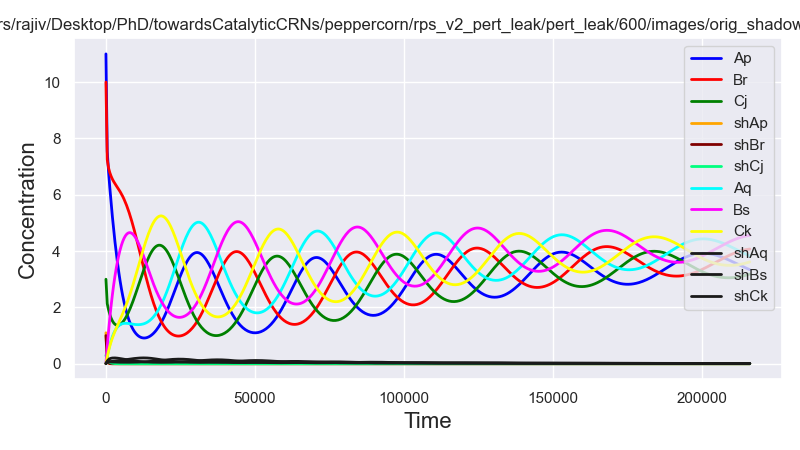 rs/rajiv/Desktop/PhD/towardsCatalyticCRNs/peppercorn/rps_v2_pert_leak/pert_leak/600/images/orig_shadow
Concentration
10
8
6
4
2
0
0
50000
100000
150000
200000
Time
Ap
Br
Cj
shAp
shBr
shCj
Aq
Bs
Ck
shAq
shBs
shCk